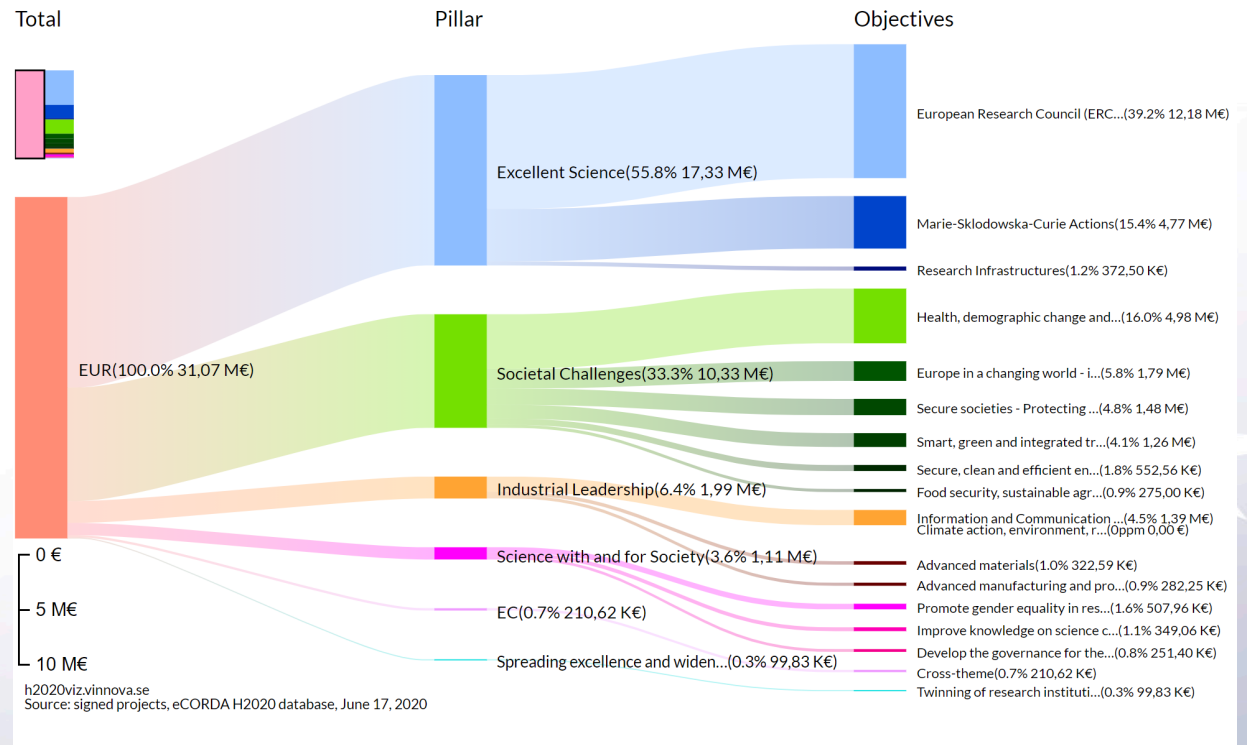 Total
Pillar
Objectives
European Research Council (ERC...(39.2% 12,18 M€)
Excellent Science(55.8% 17,33 M€)
Marie-Sklodowska-Curie Actions(15.4% 4,77 M€)
Research Infrastructures(1.2% 372,50 K€)
Health, demographic change and...(16.0% 4,98 M€)
EUR(100.0% 31,07 M€)
Societal Challenges(33.3% 10,33 M€)
Europe in a changing world - i...(5.8% 1,79 M€)
Secure societies - Protecting ...(4.8% 1,48 M€)
Smart, green and integrated tr...(4.1% 1,26 M€)
Secure, clean and efficient en...(1.8% 552,56 K€)
Industrial Leadership(6.4% 1,99 M€)
Food security, sustainable agr...(0.9% 275,00 K€)
Information and Communication ...(4.5% 1,39 M€)
Climate action, environment, r...(0ppm 0,00 €)
0 €
Science with and for Society(3.6% 1,11 M€)
Advanced materials(1.0% 322,59 K€)
Advanced manufacturing and pro...(0.9% 282,25 K€)
5 M€
EC(0.7% 210,62 K€)
Promote gender equality in res...(1.6% 507,96 K€)
Improve knowledge on science c...(1.1% 349,06 K€)
Develop the governance for the...(0.8% 251,40 K€)
10 M€
Spreading excellence and widen...(0.3% 99,83 K€)
Cross-theme(0.7% 210,62 K€)
Twinning of research instituti...(0.3% 99,83 K€)
h2020viz.vinnova.se
Source: signed projects, eCORDA H2020 database, June 17, 2020